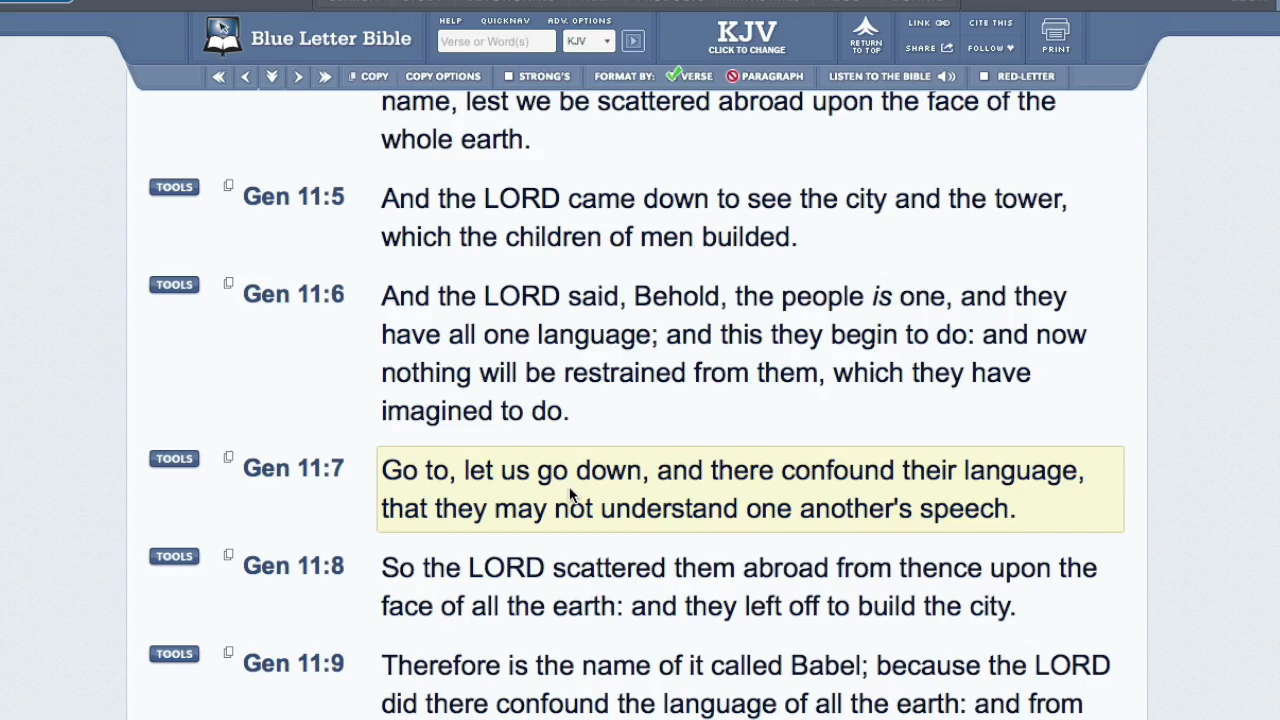 HELP QUICKNAV ADV. OPTIONS
Blue Letter Bible
Verse or Word(s)
KJV
KJV
CLICK TO CHANGE
RETURN
TO TOP
LINK
CITE THIS
SHARE
FOLLOW
PRINT
COPY COPY OPTIONS STRONG'S FORMAT BY: VERSE PARAGRAPH LISTEN TO THE BIBLE RED-LETTER
name, lest we be scattered abroad upon the face of the
whole earth.
TOOLS Gen 11:5 And the LORD came down to see the city and the tower,
which the children of men builded.
TOOLS Gen 11:6 And the LORD said, Behold, the people is one, and they
have all one language; and this they begin to do: and now
nothing will be restrained from them, which they have
imagined to do.
TOOLS Gen 11:7 Go to, let us go down, and there confound their language,
that they may not understand one another's speech.
TOOLS Gen 11:8 So the LORD scattered them abroad from thence upon the
face of all the earth: and they left off to build the city.
TOOLS Gen 11:9 Therefore is the name of it called Babel; because the LORD
did there confound the language of all the earth: and from